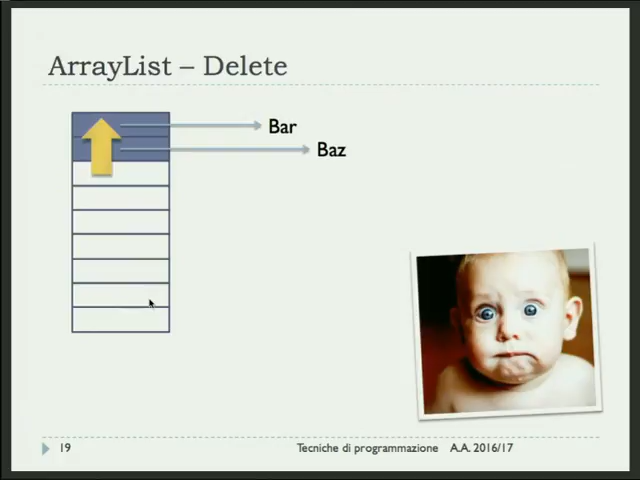 ArrayList – Delete
Bar
Baz
19
Tecniche di programmazione A.A. 2016/17